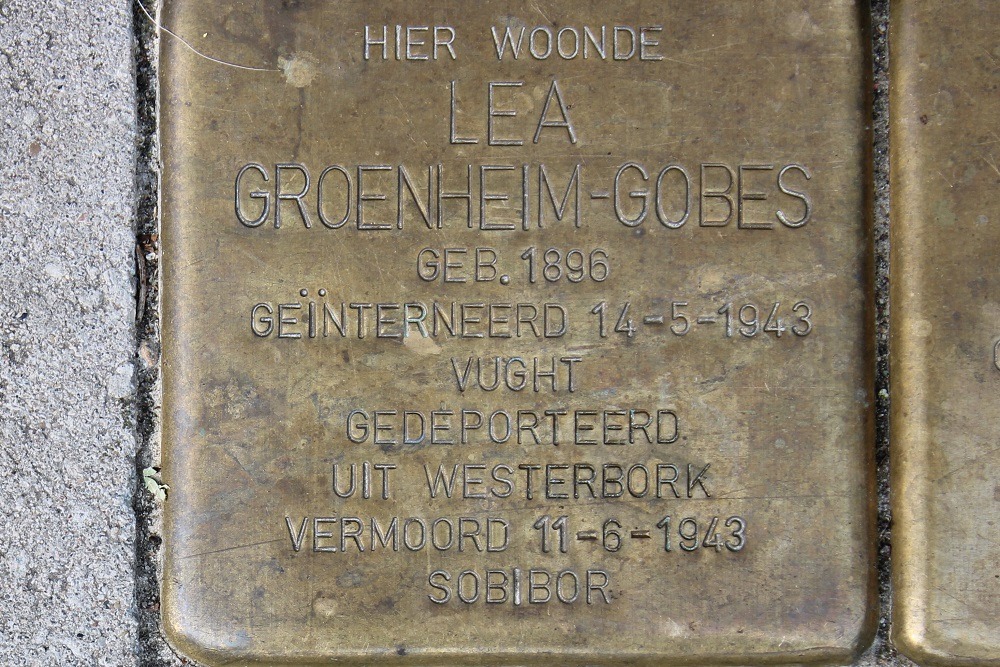 HIER WOONDE
LEA
GROENHEIM-GOBES
GEB. 1896
GEÏNTERNEERD 14-5-1943
VUGHT
GEDEPORTEERD
UIT WESTERBORK
VERMOORD 11-6-1943
SOBIBOR